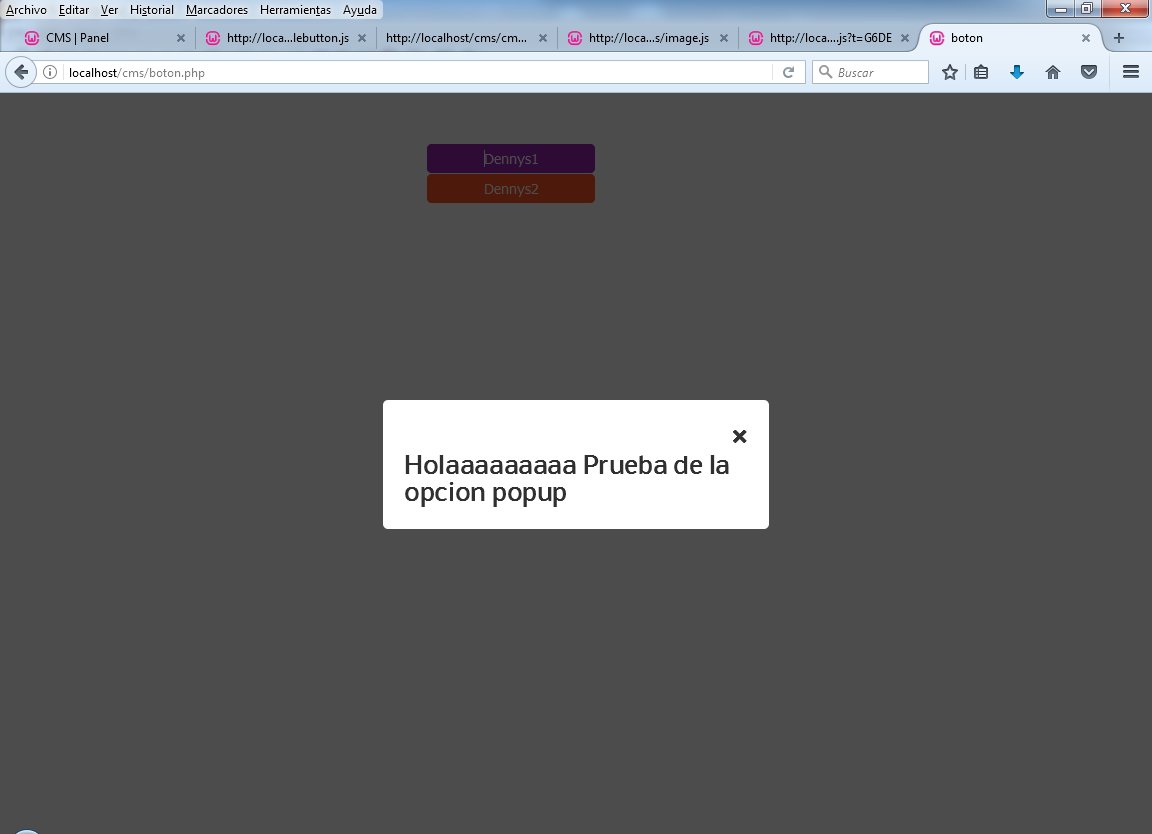 Archivo Editar Ver Historial Marcadores Herramientas Ayuda
CMS | Panel http://loca...lebutton.js http://localhost/cms/cm... http://loca...s/image.js http://loca....js?t=G6DE boton
localhost/cms/boton.php Buscar
Dennys1
Dennys2
Holaaaaaaaaa Prueba de la
opcion popup